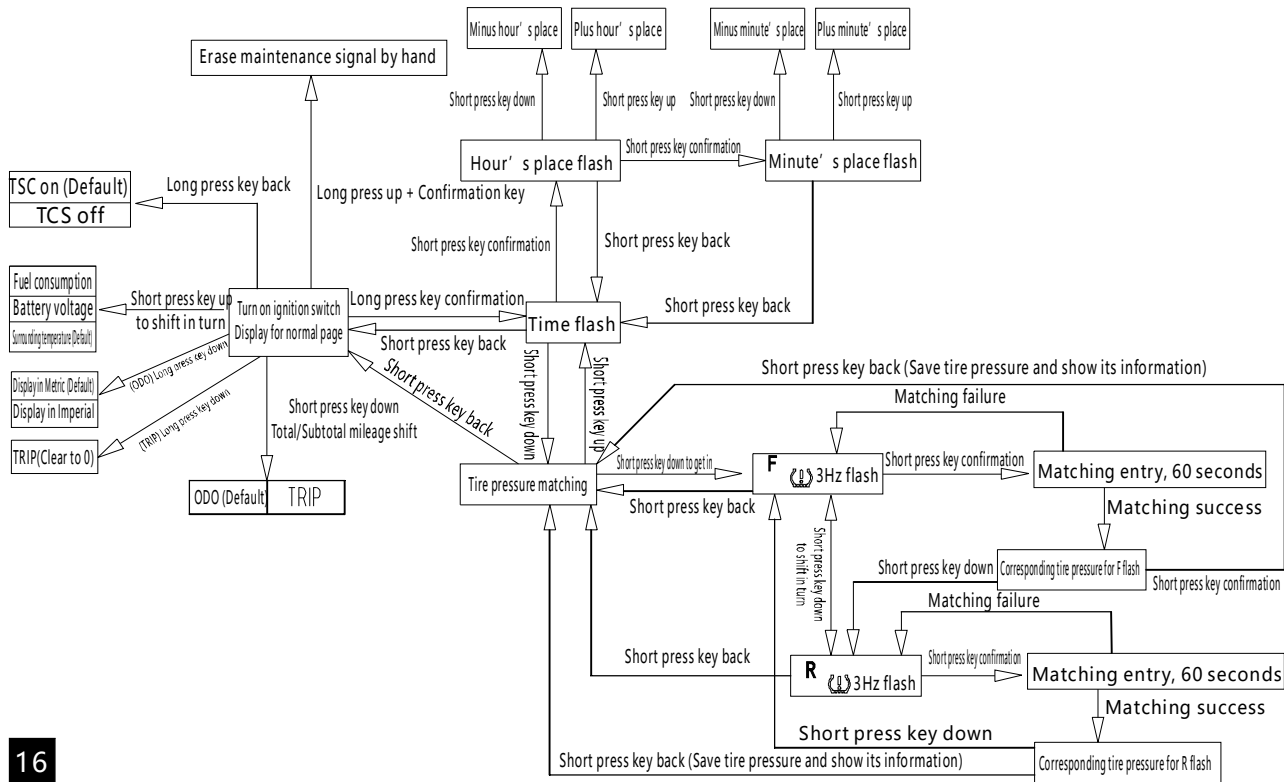 Minus hour’ s place
Plus hour’ s place
Minus minute’ s place
Plus minute’ s place
Erase maintenance signal by hand
Short press key down
Short press key up
Short press key down
Short press key up
Hour’ s place flash
Short press key confirmation
Minute’ s place flash
TSC on (Default)
TCS off
Long press key back
Long press up + Confirmation key
Short press key confirmation
Short press key back
Fuel consumption
Battery voltage
Surrounding temperature (Default)
Short press key up
to shift in turn
Turn on ignition switch
Display for normal page
Long press key confirmation
Short press key back
Time flash
Short press key back
(ODO) Long press key down
Display in Metric (Default)
Display in Imperial
(TRIP) Long press key down
TRIP(Clear to 0)
Short press key down
Total/Subtotal mileage shift
ODO (Default)
TRIP
Short press key back
Short press key down
Short press key up
Short press key back (Save tire pressure and show its information)
Matching failure
Tire pressure matching
Short press key down to get in
Short press key back
F
3Hz flash
Short press key confirmation
Matching entry, 60 seconds
Matching success
Short press key down
to shift in turn
Short press key down
Corresponding tire pressure for F flash
Short press key confirmation
Matching failure
Short press key back
R
3Hz flash
Short press key confirmation
Matching entry, 60 seconds
Matching success
Short press key down
Short press key back (Save tire pressure and show its information)
Corresponding tire pressure for R flash
16